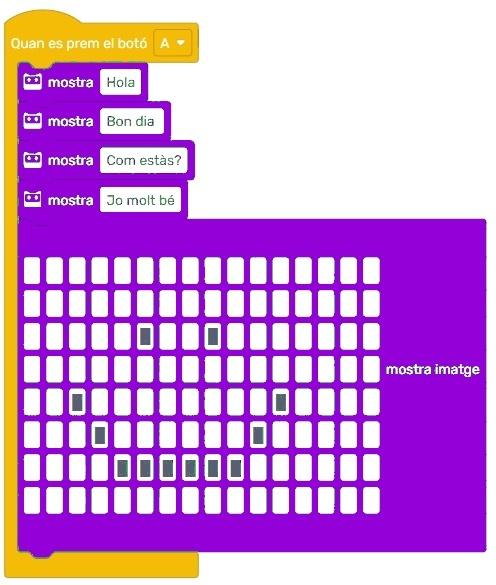 Quan es prem el botó A
mostra Hola
mostra Bon dia
mostra Com estàs?
mostra Jo molt bé
mostra imatge